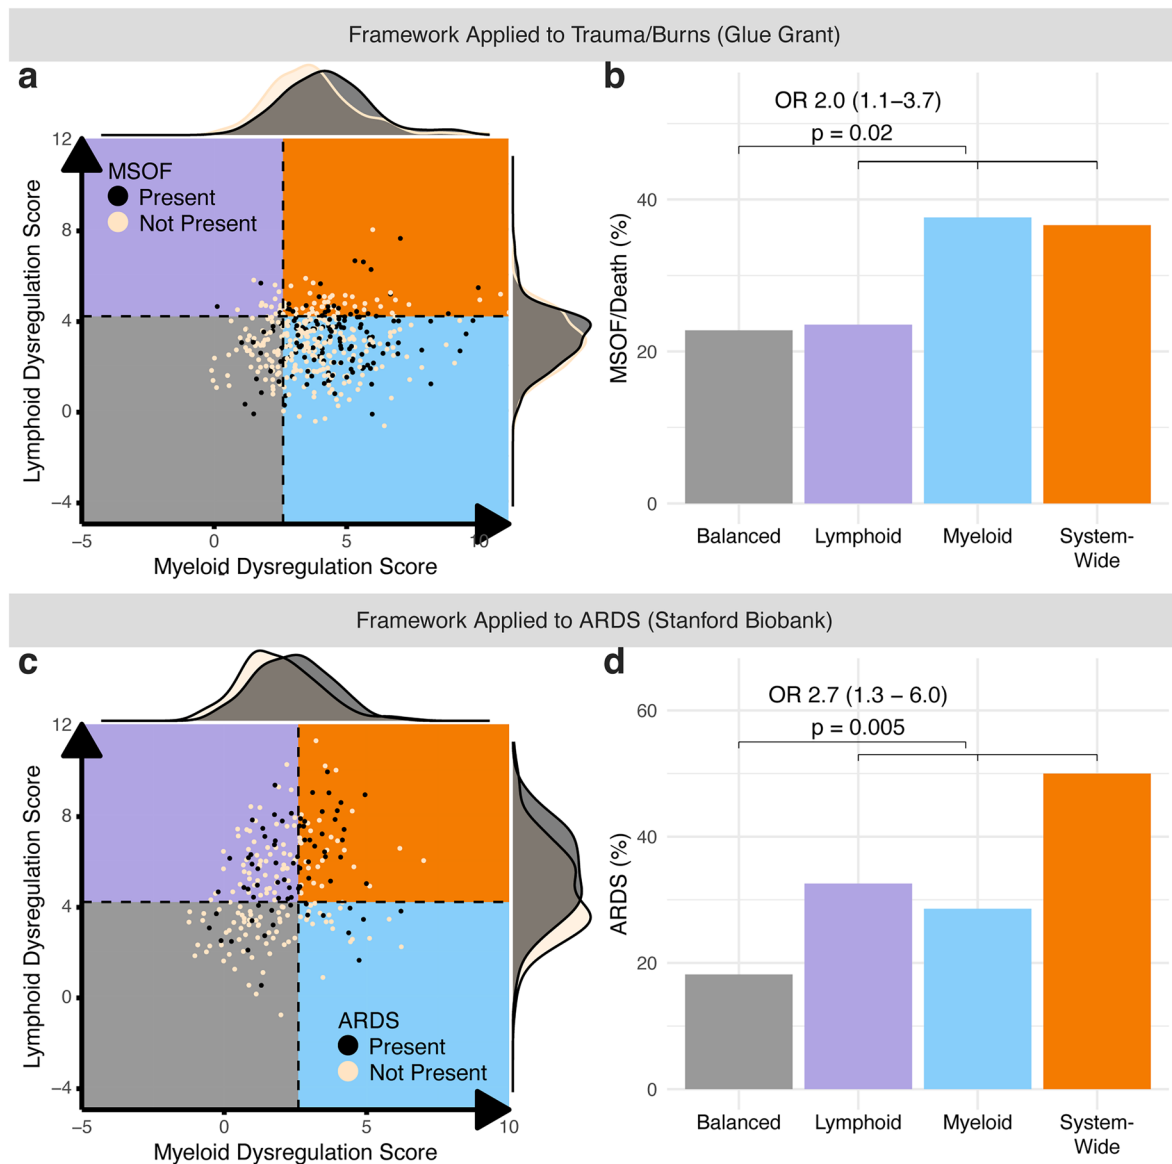 Framework Applied to Trauma/Burns (Glue Grant)
a
12
8
4
0
−4
Lymphoid Dysregulation Score
MSOF
Present
Not Present
−5
0
5
10
Myeloid Dysregulation Score
b
OR 2.0 (1.1−3.7)
p = 0.02
MSOF/Death (%)
40
20
0
Balanced
Lymphoid
Myeloid
System-
Wide
Framework Applied to ARDS (Stanford Biobank)
c
12
8
4
0
−4
Lymphoid Dysregulation Score
ARDS
Present
Not Present
−5
0
5
10
Myeloid Dysregulation Score
d
OR 2.7 (1.3 − 6.0)
p = 0.005
ARDS (%)
60
40
20
0
Balanced
Lymphoid
Myeloid
System-
Wide